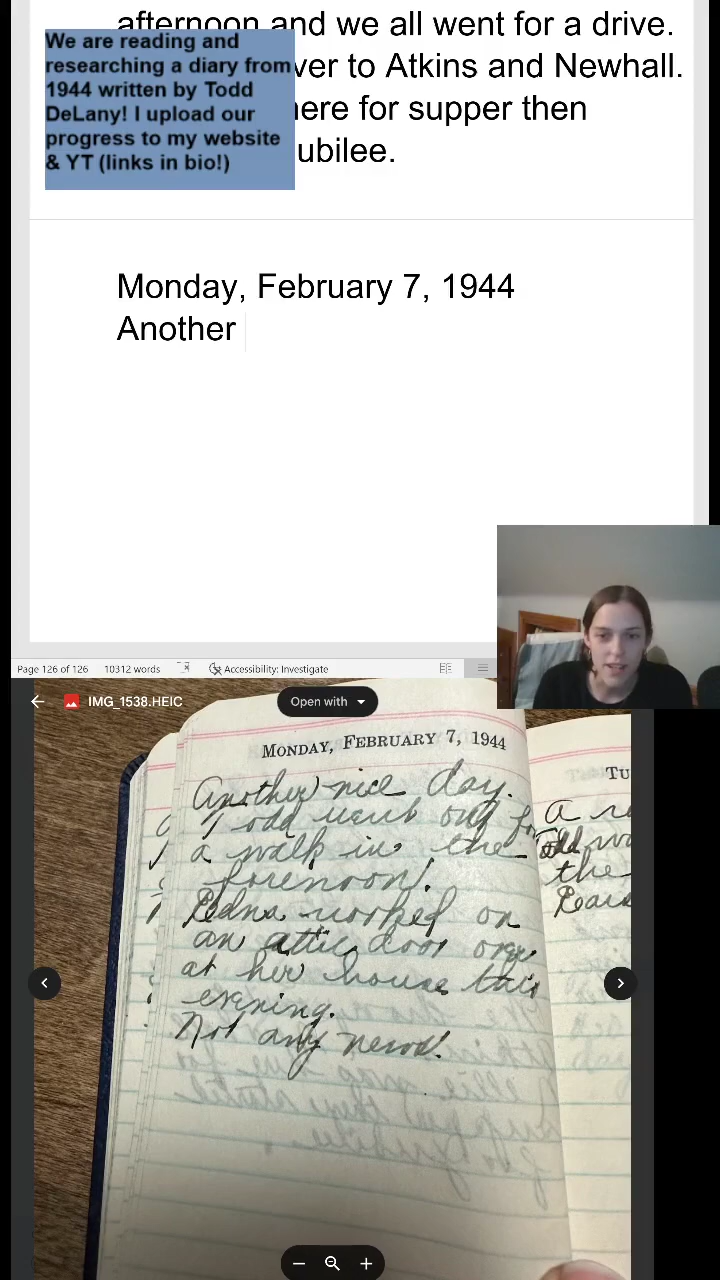 afternoon and we all went for a drive.
ver to Atkins and Newhall.
ere for supper then
ubilee.
We are reading and
researching a diary from
1944 written by Todd
DeLany! I upload our
progress to my website
& YT (links in bio!)
Monday, February 7, 1944
Another
Page 126 of 126 10312 words Accessibility: Investigate
IMG_1538.HEIC Open with
MONDAY, FEBRUARY 7, 1944
Another nice day.
Todd went out for
a walk in the
forenoon.
Edna worked on
an attic door over
at her house this
evening.
Not any news.
TU
a
the